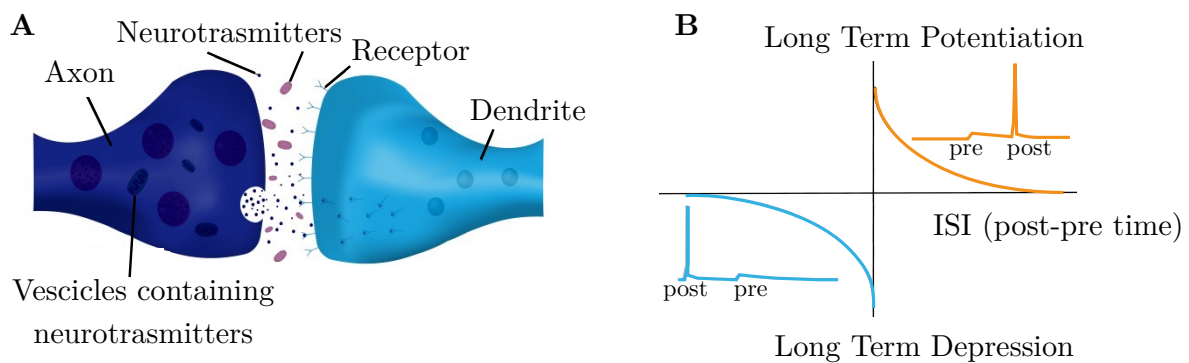 A
Neurotrasmitters
Receptor
Axon
Dendrite
Vescicles containing
neurotrasmitters
B
Long Term Potentiation
pre
post
ISI (post-pre time)
post
pre
Long Term Depression